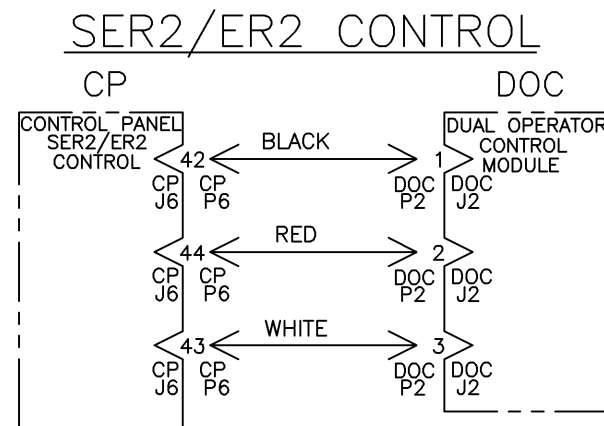 SER2/ER2 CONTROL
CP
DOC
CONTROL PANEL
SER2/ER2
CONTROL
DUAL OPERATOR
CONTROL
MODULE
42
BLACK
1
CP
J6
CP
P6
DOC
P2
DOC
J2
44
RED
2
CP
J6
CP
P6
DOC
P2
DOC
J2
43
WHITE
3
CP
J6
CP
P6
DOC
P2
DOC
J2